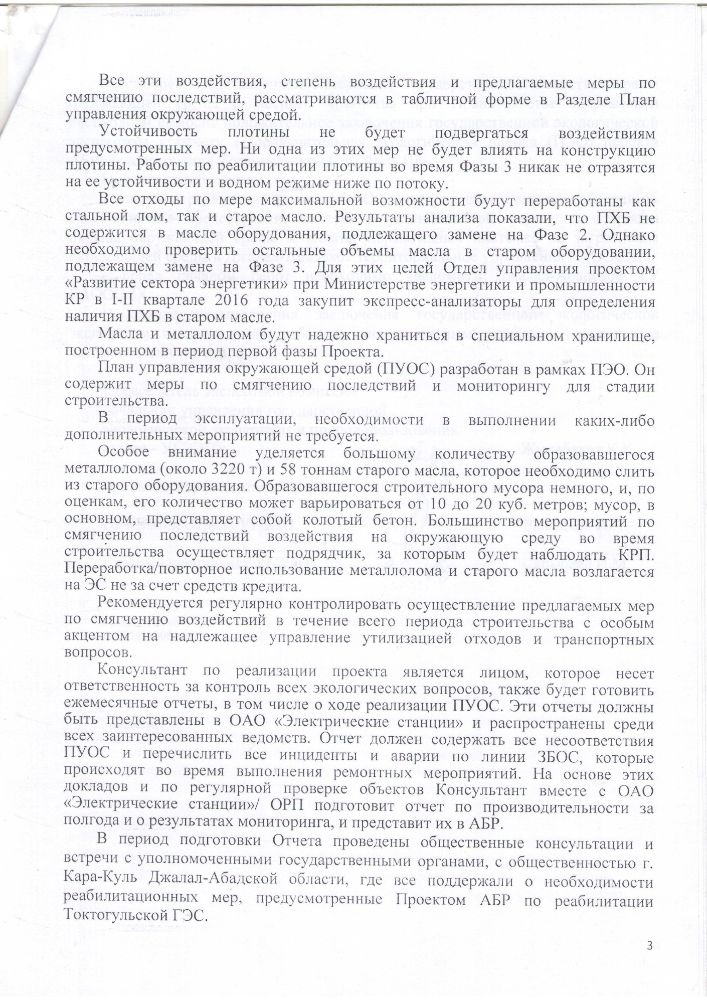 Все эти воздействия, степень воздействия и предлагаемые меры по
смягчению последствий, рассматриваются в табличной форме в Разделе План
управления окружающей средой.
Устойчивость плотины не будет подвергаться воздействиям
предусмотренных мер. Ни одна из этих мер не будет влиять на конструкцию
плотины. Работы по реабилитации плотины во время Фазы 3 никак не отразятся
на ее устойчивости и водном режиме ниже по потоку.
Все отходы по мере максимальной возможности будут переработаны как
стальной лом, так и старое масло. Результаты анализа показали, что ПХБ не
содержится в масле оборудования, подлежащего замене на Фазе 2. Однако
необходимо проверить остальные объемы масла в старом оборудовании,
подлежащем замене на Фазе 3. Для этих целей Отдел управления проектом
«Развитие сектора энергетики» при Министерстве энергетики и промышленности
КР в I-II квартале 2016 года закупит экспресс-анализаторы для определения
наличия ПХБ в старом масле.
Масла и металлолом будут надежно храниться в специальном хранилище,
построенном в период первой фазы Проекта.
План управления окружающей средой (ПУОС) разработан в рамках ПЭО. Он
содержит меры по смягчению последствий и мониторингу для стадии
строительства.
В период эксплуатации, необходимости в выполнении каких-либо
дополнительных мероприятий не требуется.
Особое внимание уделяется большому количеству образовавшегося
металлолома (около 3220 т) и 58 тоннам старого масла, которое необходимо слить
из старого оборудования. Образовавшегося строительного мусора немного, и, по
оценкам, его количество может варьироваться от 10 до 20 куб. метров; мусор, в
основном, представляет собой колотый бетон. Большинство мероприятий по
смягчению последствий воздействия на окружающую среду во время
строительства осуществляет подрядчик, за которым будет наблюдать КРП.
Переработка/повторное использование металлолома и старого масла возлагается
на ЭС не за счет средств кредита.
Рекомендуется регулярно контролировать осуществление предлагаемых мер
по смягчению воздействий в течение всего периода строительства с особым
акцентом на надлежащее управление утилизацией отходов и транспортных
вопросов.
Консультант по реализации проекта является лицом, которое несет
ответственность за контроль всех экологических вопросов, также будет готовить
ежемесячные отчеты, в том числе о ходе реализации ПУОС. Эти отчеты должны
быть представлены в ОАО «Электрические станции» и распространены среди
всех заинтересованных ведомств. Отчет должен содержать все несоответствия
ПУОС и перечислить все инциденты и аварии по линии ЗБОС, которые
происходят во время выполнения ремонтных мероприятий. На основе этих
докладов и по регулярной проверке объектов Консультант вместе с ОАО
«Электрические станции»/ ОРП подготовит отчет по производительности за
полгода и о результатах мониторинга, и представит их в АБР.
В период подготовки Отчета проведены общественные консультации и
встречи с уполномоченными государственными органами, с общественностью г.
Кара-Куль Джалал-Абадской области, где все поддержали о необходимости
реабилитационных мер, предусмотренные Проектом АБР по реабилитации
Токтогульской ГЭС.
3